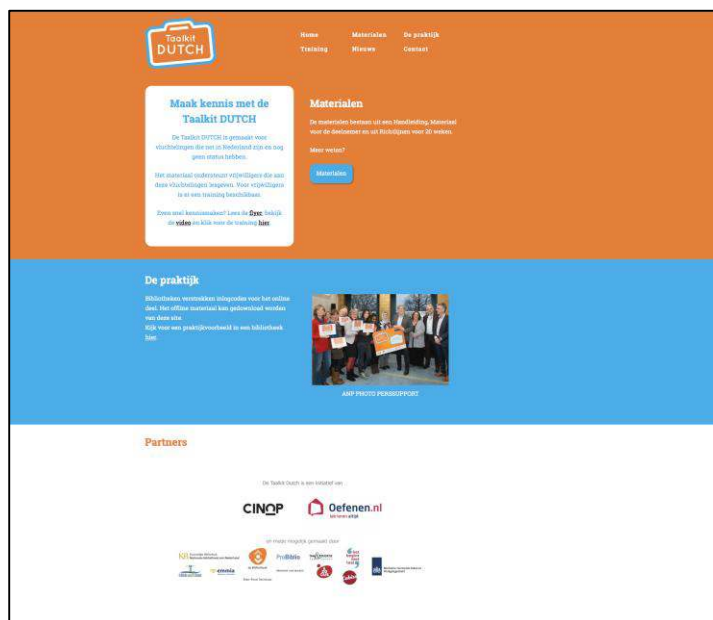 Taalkit
DUTCH
Home Materialen De praktijk
Training Nieuws Contact
Maak kennis met de
Taalkit DUTCH
De Taalkit DUTCH is gemaakt voor
vluchtelingen die net in Nederland zijn en nog
geen status hebben.
Het materiaal ondersteunt vrijwilligers die aan
deze vluchtelingen lesgeven. Voor vrijwilligers
is er een training beschikbaar.
Even snel kennismaken? Lees de flyer, bekijk
de video en klik voor de training hier.
Materialen
De materialen bestaan uit een Handleiding, Materiaal
voor de deelnemer en uit Richtlijnen voor 20 weken.
Meer weten?
Materialen
De praktijk
Bibliotheken verstrekken inlogcodes voor het online
deel. Het offline materiaal kan gedownload worden
van deze site.
Kijk voor een praktijkvoorbeeld in een bibliotheek
hier.
ANP PHOTO PERSSUPPORT
Partners
De Taalkit Dutch is een initiatief van
CINOP Oefenen.nl
en mede mogelijk gemaakt door
KB
ProBiblio